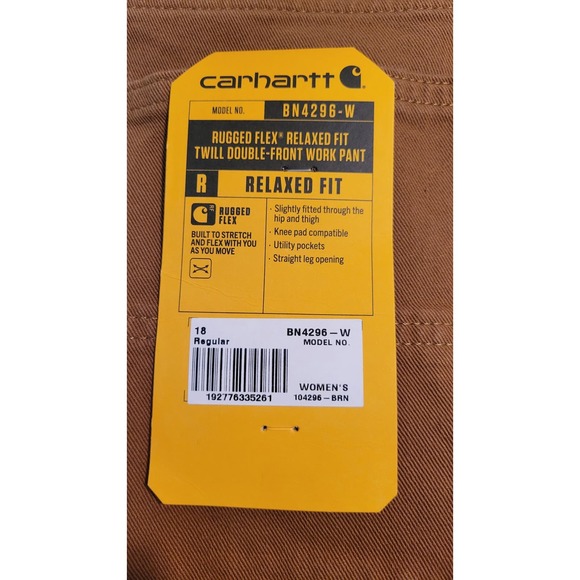 carhartt
MODEL NO. BN4296-W
RUGGED FLEX® RELAXED FIT
TWILL DOUBLE-FRONT WORK PANT
R RELAXED FIT
RUGGED
FLEX
BUILT TO STRETCH
AND FLEX WITH YOU
AS YOU MOVE
· Slightly fitted through the
hip and thigh
· Knee pad compatible
· Utility pockets
· Straight leg opening
18 BN4296-W
Regular MODEL NO.
WOMEN'S
192776335261 104296-BRN